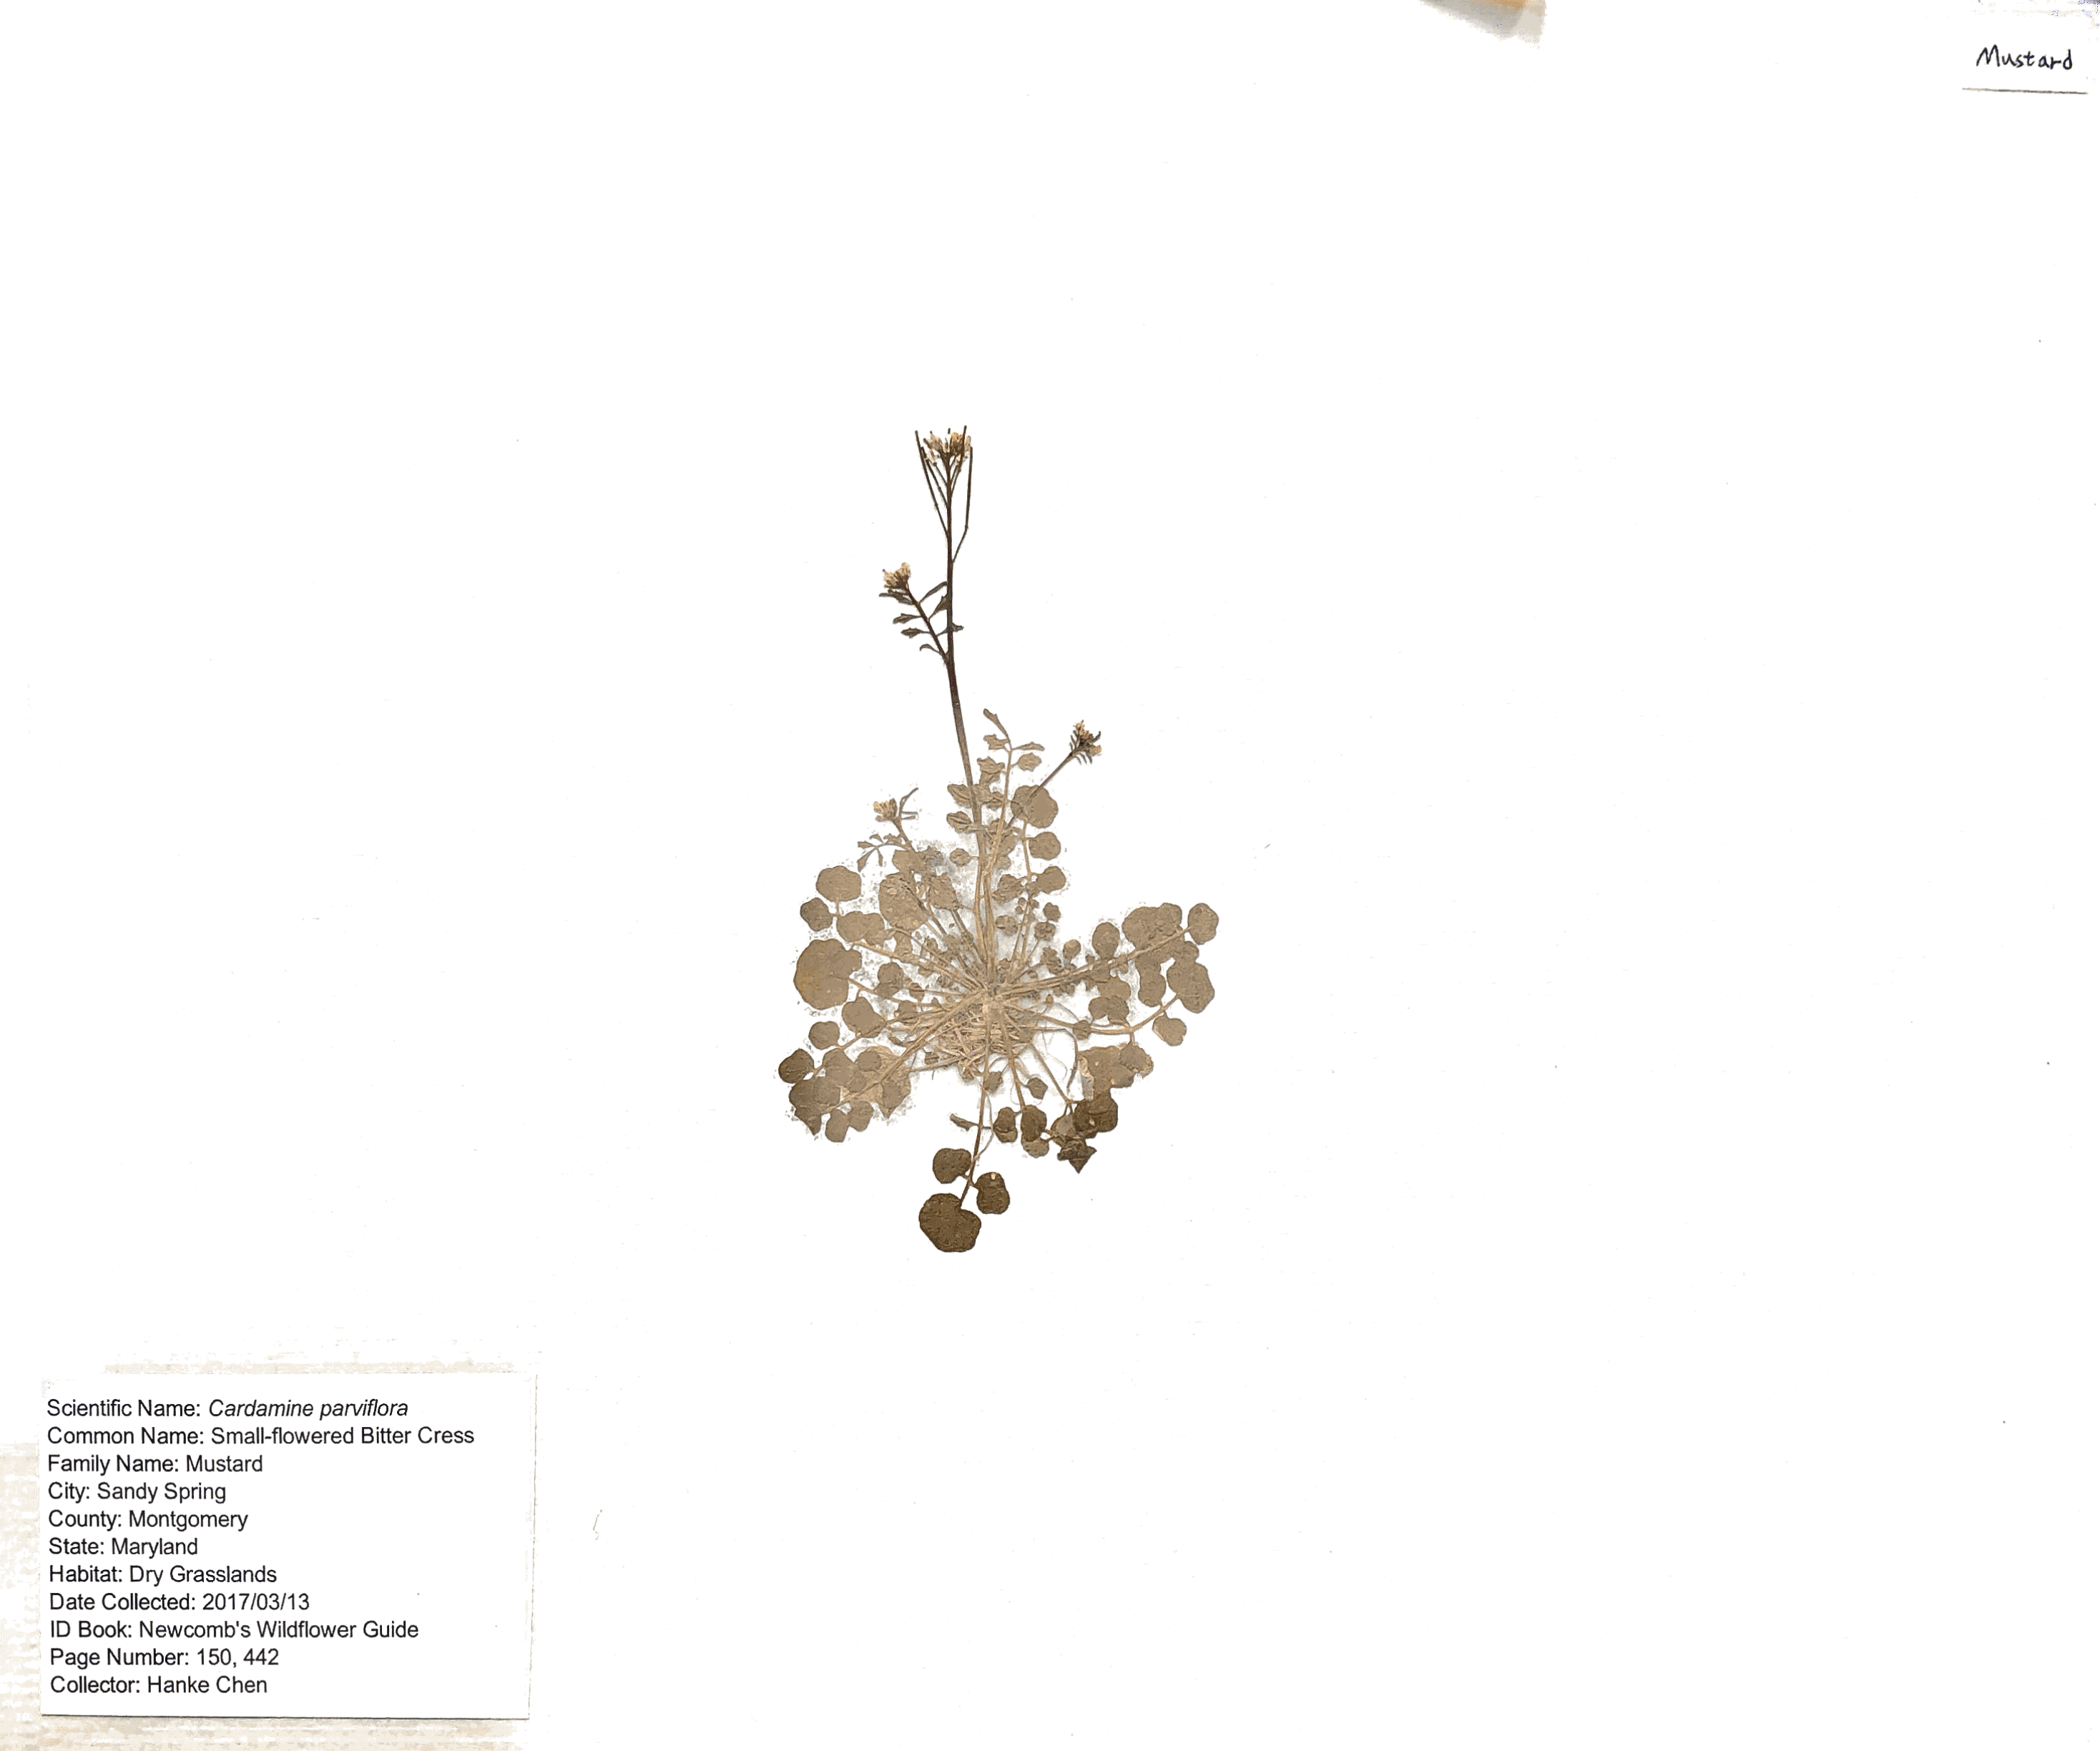 Mustard
Scientific Name: Cardamine parviflora
Common Name: Small-flowered Bitter Cress
Family Name: Mustard
City: Sandy Spring
County: Montgomery
State: Maryland
Habitat: Dry Grasslands
Date Collected: 2017/03/13
ID Book: Newcomb's Wildflower Guide
Page Number: 150, 442
Collector: Hanke Chen